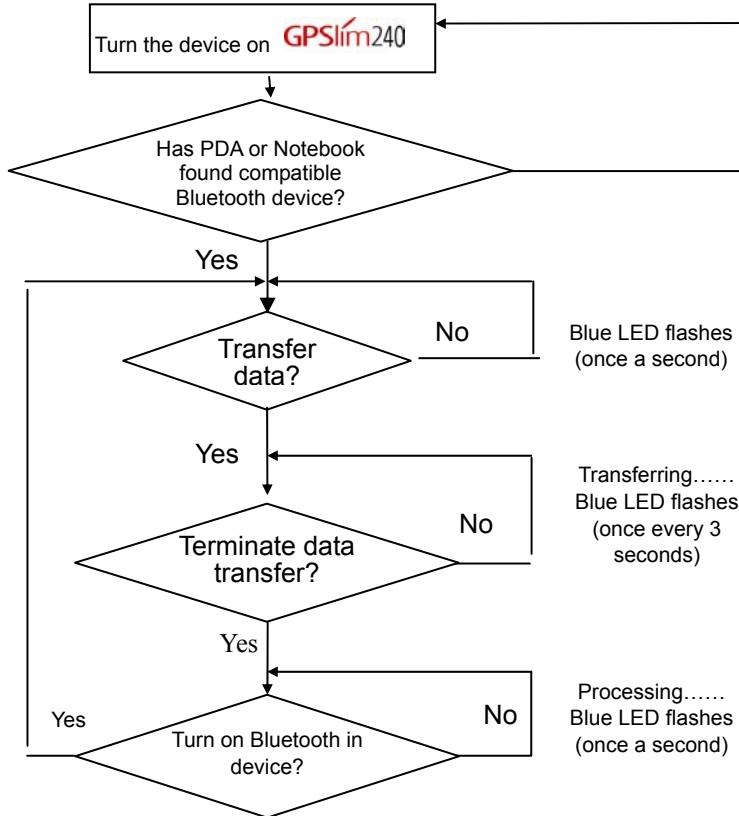 Turn the device on GPSlím240
Has PDA or Notebook
found compatible
Bluetooth device?
Yes
Transfer
data?
No
Blue LED flashes
(once a second)
Yes
Terminate data
transfer?
No
Transferring……
Blue LED flashes
(once every 3
seconds)
Yes
Turn on Bluetooth in
device?
Yes
No
Processing……
Blue LED flashes
(once a second)